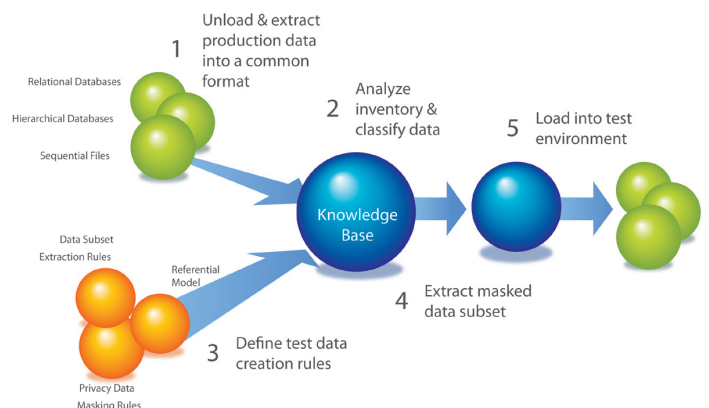 1
Unload & extract
production data
into a common
format
Relational Databases
Hierarchical Databases
Sequential Files
2
Analyze
inventory &
classify data
5
Load into test
environment
Knowledge
Base
Data Subset
Extraction Rules
Referential
Model
4
Extract masked
data subset
3
Define test data
creation rules
Privacy Data
Masking Rules